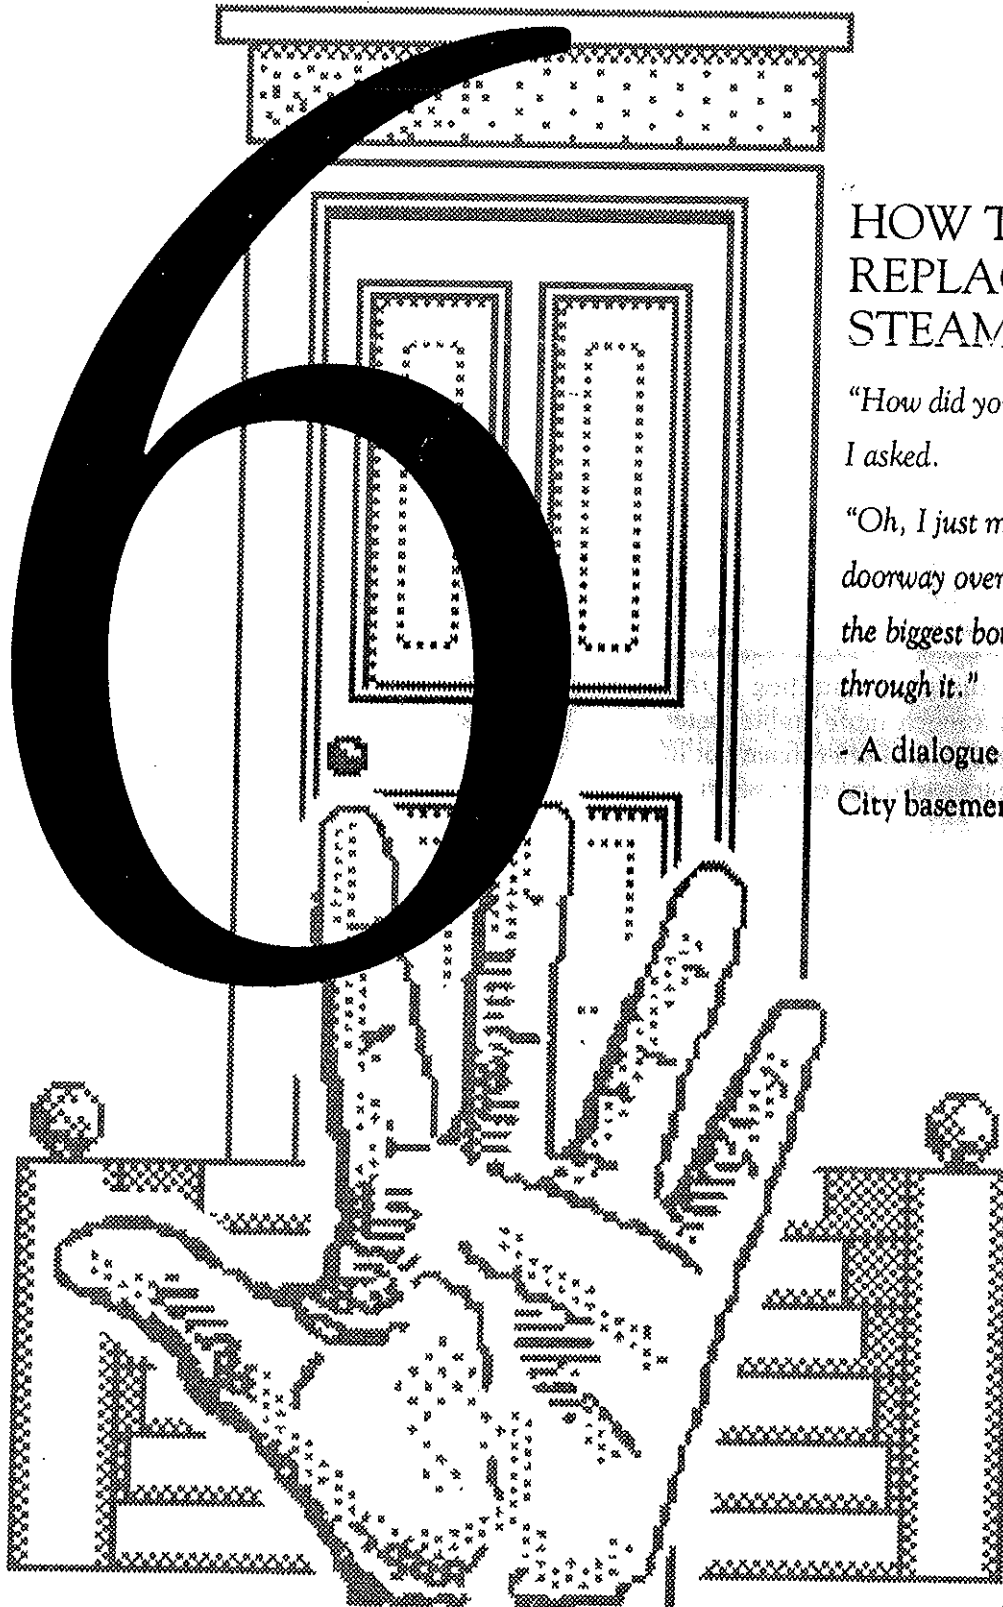 6
HOW T
REPLAC
STEAM
“How did yo
I asked.
“Oh, I just m
doorway over
the biggest bo
through it.”
- A dialogue
City baseme